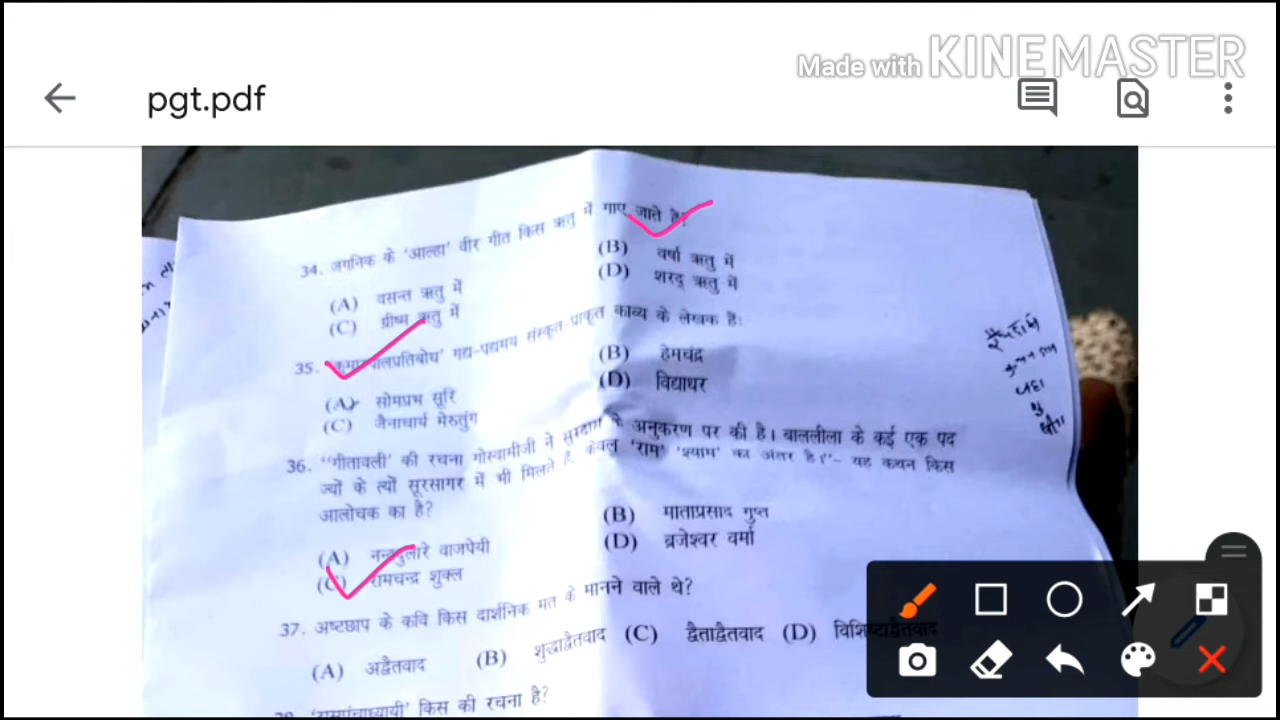 Made with KINEMASTER
pgt.pdf
34. जगनिक के 'आल्हा' वीर गीत किस ऋतु में गाए जाते हैं?
(A) वसन्त ऋतु में (B) वर्षा ऋतु में
(C) ग्रीष्म ऋतु में (D) शरद् ऋतु में
35. 'कुमारपालप्रतिबोध' गद्य-पद्यमय संस्कृत-प्राकृत काव्य के लेखक हैं:
(A) सोमप्रभ सूरि (B) हेमचंद्र
(C) जैनाचार्य मेरुतुंग (D) विद्याधर
36. "गीतावली' की रचना गोस्वामीजी ने सूरदास के अनुकरण पर की है। बाललीला के कई एक पद
ज्यों के त्यों सूरसागर में भी मिलते हैं, केवल 'राम' 'श्याम' का अंतर है।"- यह कथन किस
आलोचक का है?
(A) नन्ददुलारे वाजपेयी (B) माताप्रसाद गुप्त
(C) रामचन्द्र शुक्ल (D) ब्रजेश्वर वर्मा
37. अष्टछाप के कवि किस दार्शनिक मत के मानने वाले थे?
(A) अद्वैतवाद (B) शुद्धाद्वैतवाद (C) द्वैताद्वैतवाद (D) विशिष्टाद्वैतवाद
'रासपंचाध्यायी' किस की रचना है?